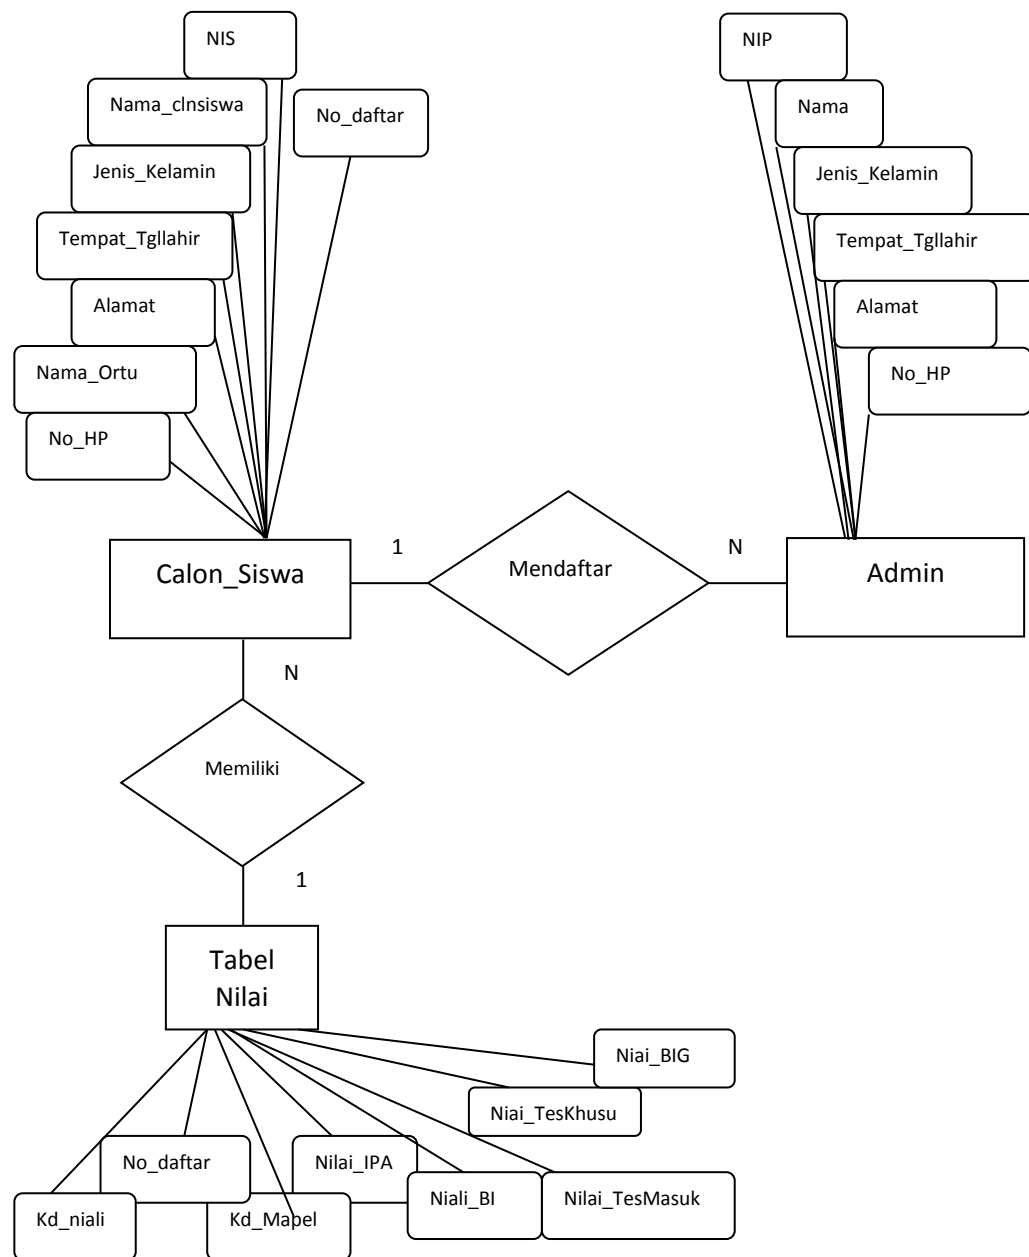 NIS
Nama_clnsiswa
No_daftar
Jenis_Kelamin
Tempat_Tgllahir
Alamat
Nama_Ortu
No_HP
NIP
Nama
Jenis_Kelamin
Tempat_Tgllahir
Alamat
No_HP
Calon_Siswa
1
Mendaftar
N
Admin
N
Memiliki
1
Tabel
Nilai
Niai_BIG
Niai_TesKhusu
No_daftar
Nilai_IPA
Niali_BI
Nilai_TesMasuk
Kd_niali
Kd_Mapel